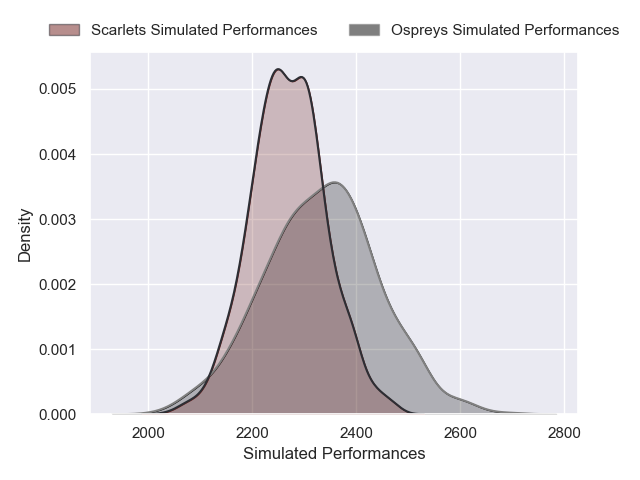 Scarlets Simulated Performances
Ospreys Simulated Performances
Density
0.005
0.004
0.003
0.002
0.001
0.000
2000
2200
2400
2600
2800
Simulated Performances